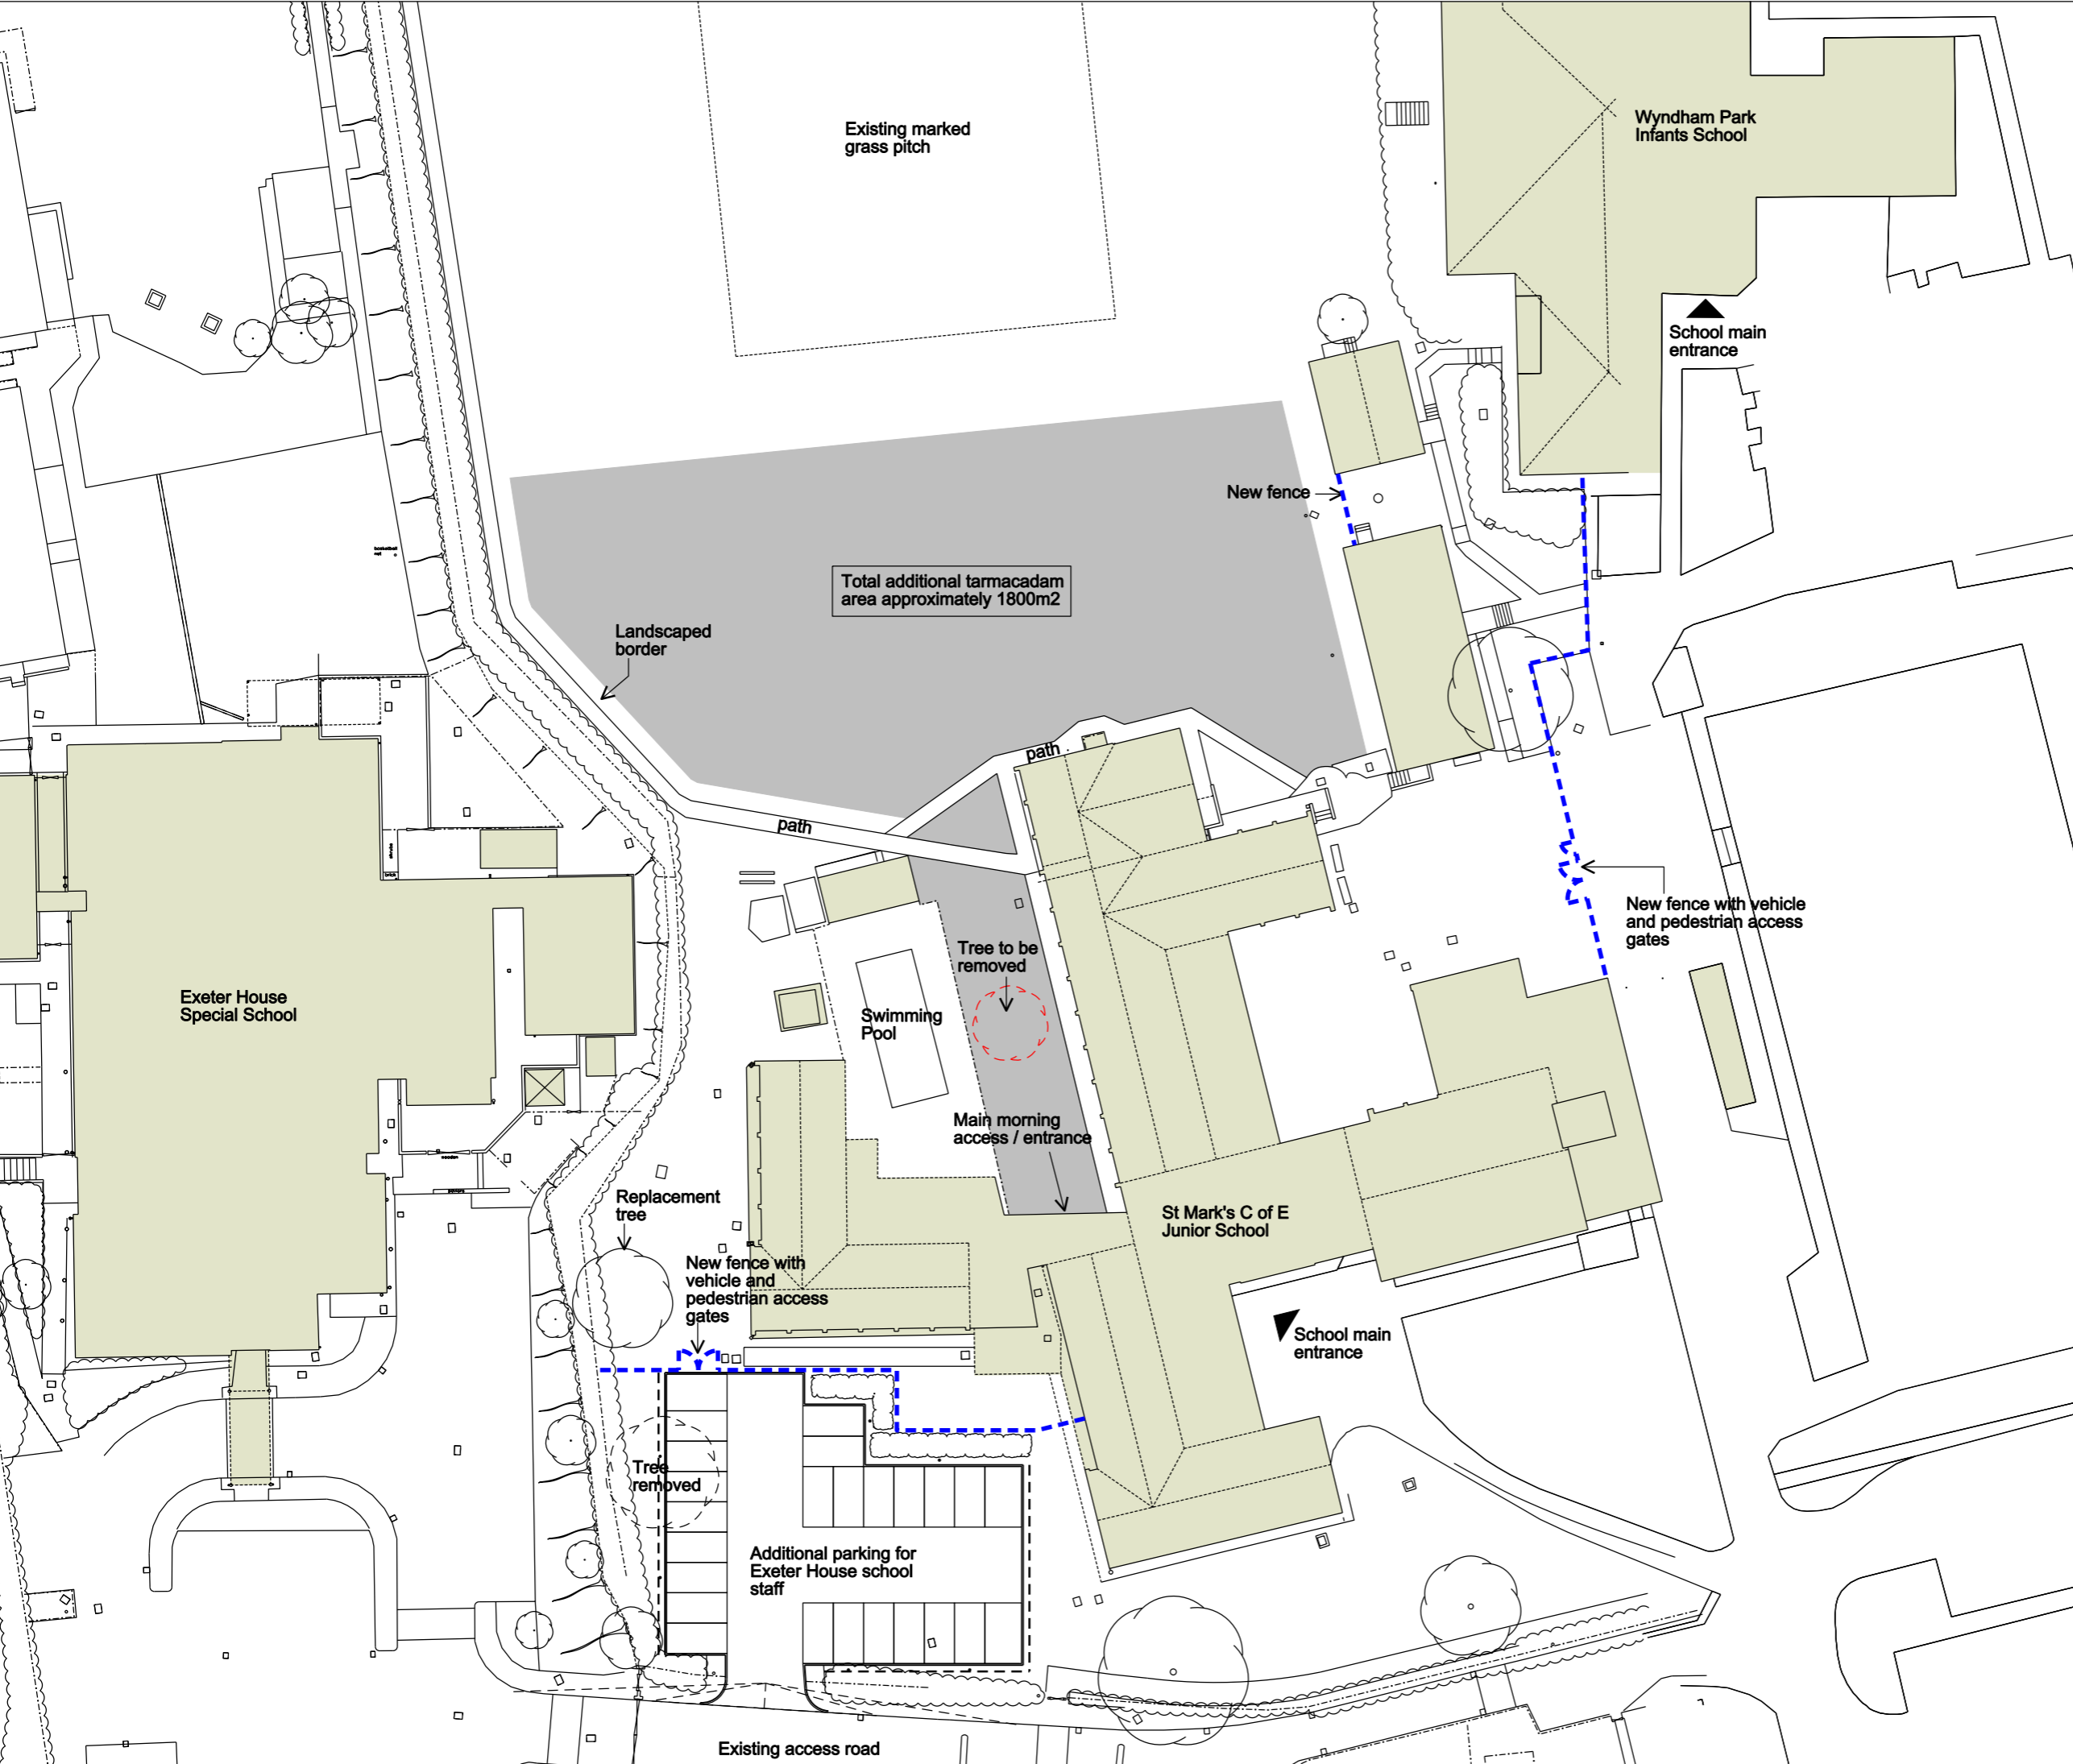 Existing marked
grass pitch
Wyndham Park
Infants School
School main
entrance
New fence
Total additional tarmacadam
area approximately 1800m2
Landscaped
border
path
path
New fence with vehicle
and pedestrian access
gates
Tree to be
removed
Swimming
Pool
Exeter House
Special School
Main morning
access / entrance
Replacement
tree
St Mark's C of E
Junior School
New fence with
vehicle and
pedestrian access
gates
School main
entrance
Tree
removed
Additional parking for
Exeter House school
staff
Existing access road